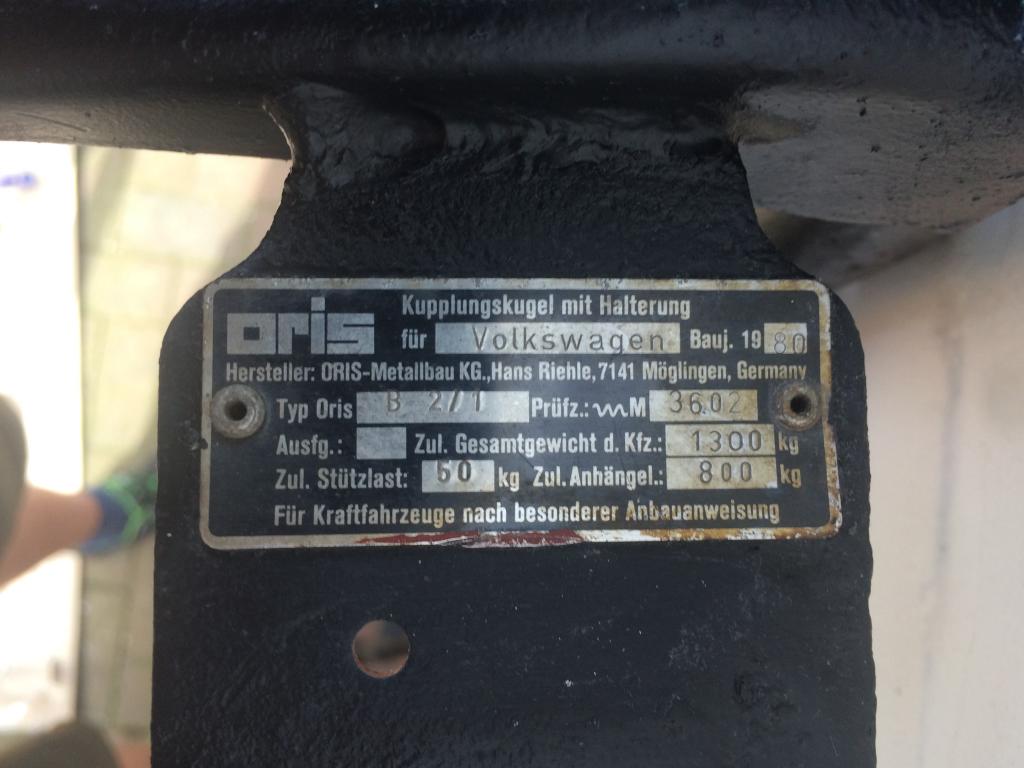 oris Kupplungskugel mit Halterung
für Volkswagen Bauj. 1980
Hersteller: ORIS-Metallbau KG., Hans Riehle, 7141 Möglingen, Germany
Typ Oris B 2/1 Prüfz.: M 3602
Ausfg.: Zul. Gesamtgewicht d. Kfz.: 1300 kg
Zul. Stützlast: 50 kg Zul. Anhängel.: 800 kg
Für Kraftfahrzeuge nach besonderer Anbauanweisung